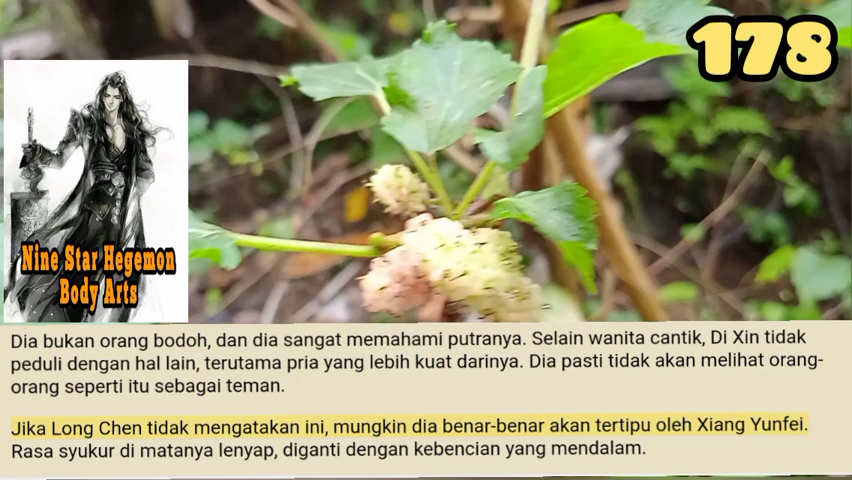 178
Nine Star Hegemon
Body Arts
Dia bukan orang bodoh, dan dia sangat memahami putranya. Selain wanita cantik, Di Xin tidak
peduli dengan hal lain, terutama pria yang lebih kuat darinya. Dia pasti tidak akan melihat orang-
orang seperti itu sebagai teman.
Jika Long Chen tidak mengatakan ini, mungkin dia benar-benar akan tertipu oleh Xiang Yunfei.
Rasa syukur di matanya lenyap, diganti dengan kebencian yang mendalam.